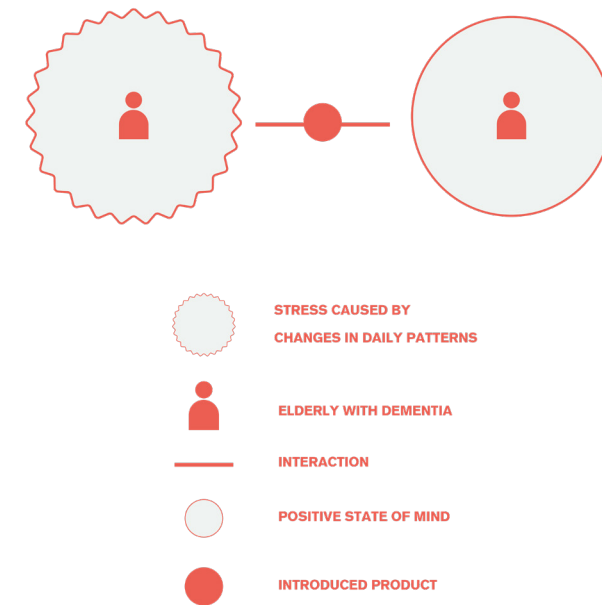 STRESS CAUSED BY
CHANGES IN DAILY PATTERNS
ELDERLY WITH DEMENTIA
INTERACTION
POSITIVE STATE OF MIND
INTRODUCED PRODUCT